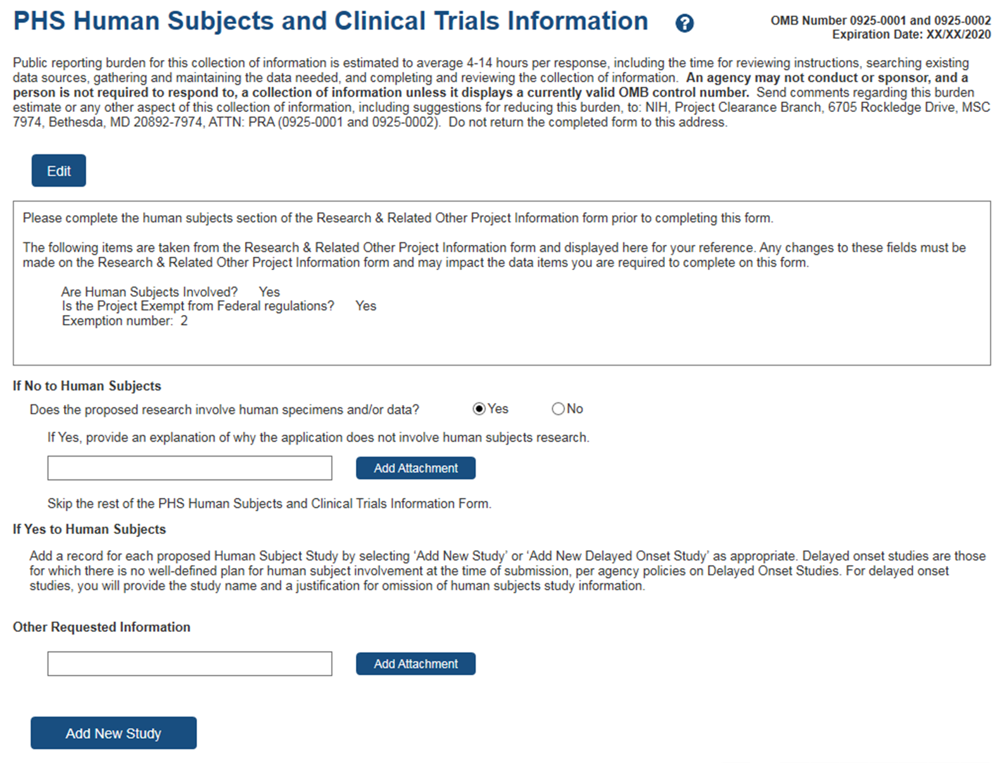 PHS Human Subjects and Clinical Trials Information ?
OMB Number 0925-0001 and 0925-0002
Expiration Date: XX/XX/2020
Public reporting burden for this collection of information is estimated to average 4-14 hours per response, including the time for reviewing instructions, searching existing
data sources, gathering and maintaining the data needed, and completing and reviewing the collection of information. An agency may not conduct or sponsor, and a
person is not required to respond to, a collection of information unless it displays a currently valid OMB control number. Send comments regarding this burden
estimate or any other aspect of this collection of information, including suggestions for reducing this burden, to: NIH, Project Clearance Branch, 6705 Rockledge Drive, MSC
7974, Bethesda, MD 20892-7974, ATTN: PRA (0925-0001 and 0925-0002). Do not return the completed form to this address.
Edit
Please complete the human subjects section of the Research & Related Other Project Information form prior to completing this form.
The following items are taken from the Research & Related Other Project Information form and displayed here for your reference. Any changes to these fields must be
made on the Research & Related Other Project Information form and may impact the data items you are required to complete on this form.
Are Human Subjects Involved? Yes
Is the Project Exempt from Federal regulations? Yes
Exemption number: 2
If No to Human Subjects
Does the proposed research involve human specimens and/or data? Yes No
If Yes, provide an explanation of why the application does not involve human subjects research.
Add Attachment
Skip the rest of the PHS Human Subjects and Clinical Trials Information Form.
If Yes to Human Subjects
Add a record for each proposed Human Subject Study by selecting ‘Add New Study’ or ‘Add New Delayed Onset Study’ as appropriate. Delayed onset studies are those
for which there is no well-defined plan for human subject involvement at the time of submission, per agency policies on Delayed Onset Studies. For delayed onset
studies, you will provide the study name and a justification for omission of human subjects study information.
Other Requested Information
Add Attachment
Add New Study